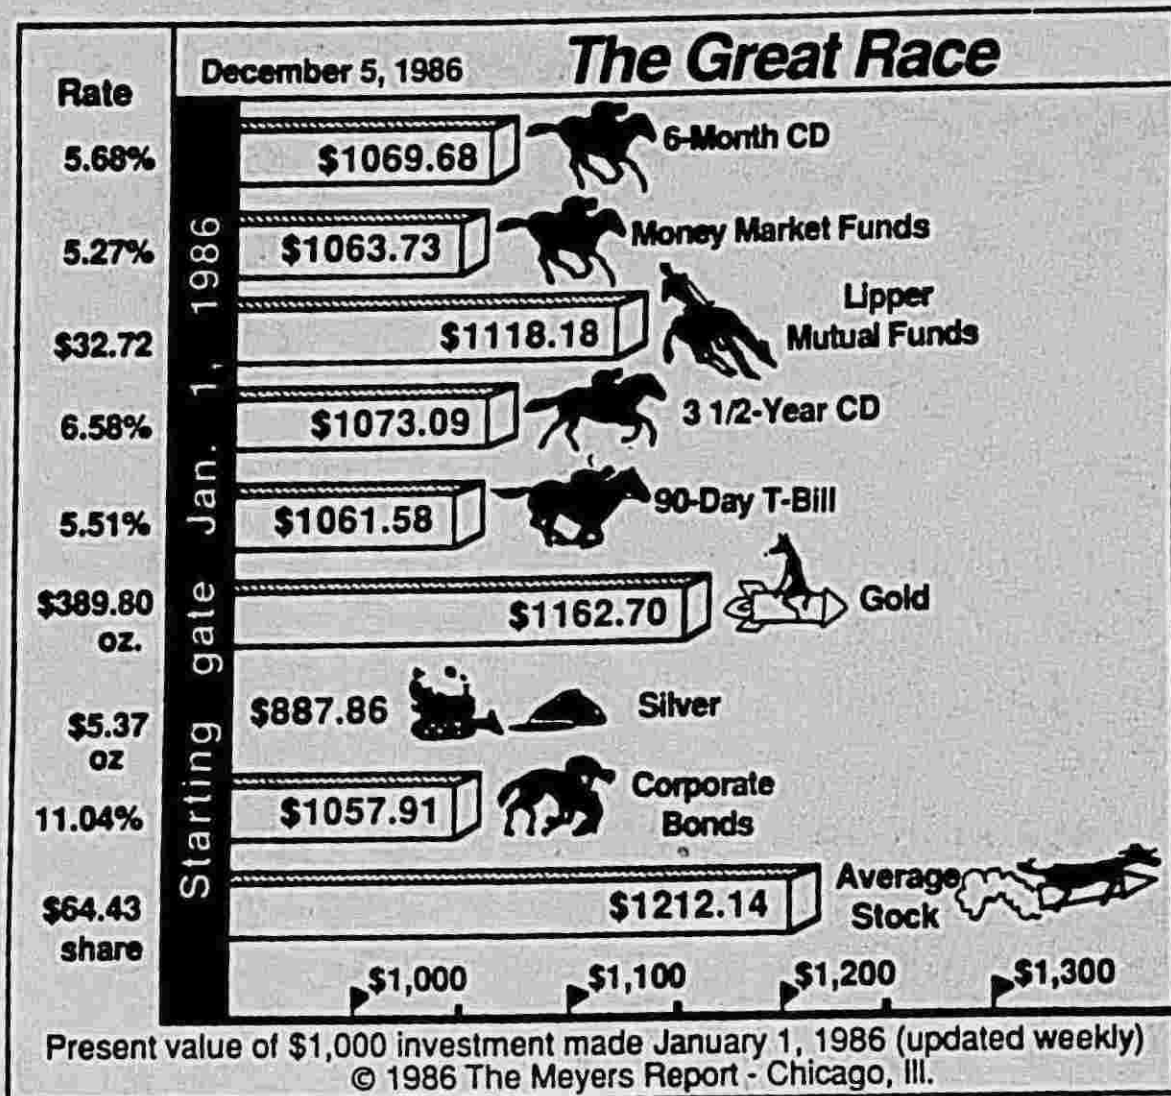 The Great Race
December 5, 1986
Rate
Starting gate Jan. 1, 1986
5.68%
$1069.68
6-Month CD
5.27%
$1063.73
Money Market Funds
$32.72
$1118.18
Lipper
Mutual Funds
6.58%
$1073.09
3 1/2-Year CD
5.51%
$1061.58
90-Day T-Bill
$389.80
oz.
$1162.70
Gold
$5.37
oz
$887.86
Silver
11.04%
$1057.91
Corporate
Bonds
$64.43
share
$1212.14
Average
Stock
$1,000 $1,100 $1,200 $1,300
Present value of $1,000 investment made January 1, 1986 (updated weekly)
© 1986 The Meyers Report - Chicago, Ill.